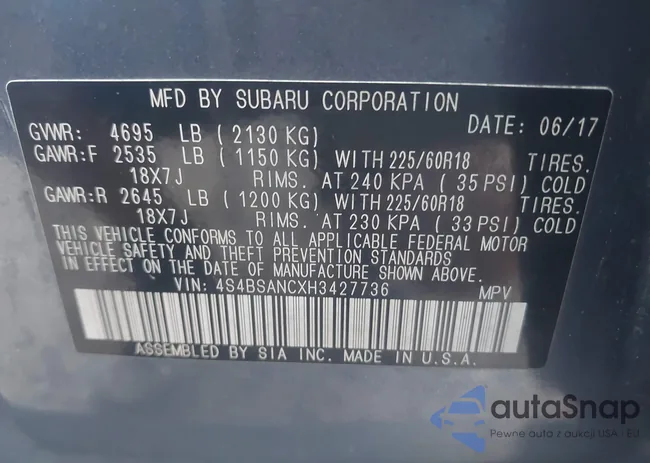 MFD BY SUBARU CORPORATION
DATE: 06/17
GVWR: 4695 LB (2130 KG)
GAWR:F 2535 LB (1150 KG) WITH 225/60R18 TIRES.
18X7J RIMS. AT 240 KPA (35 PSI) COLD
GAWR:R 2645 LB (1200 KG) WITH 225/60R18 TIRES.
18X7J RIMS. AT 230 KPA (33 PSI) COLD
THIS VEHICLE CONFORMS TO ALL APPLICABLE FEDERAL MOTOR
VEHICLE SAFETY AND THEFT PREVENTION STANDARDS
IN EFFECT ON THE DATE OF MANUFACTURE SHOWN ABOVE.
VIN: 4S4BSANCXH3427736 MPV
ASSEMBLED BY SIA INC. MADE IN U.S.A.
autaSnap
Pewne auta z aukcji USA - EU